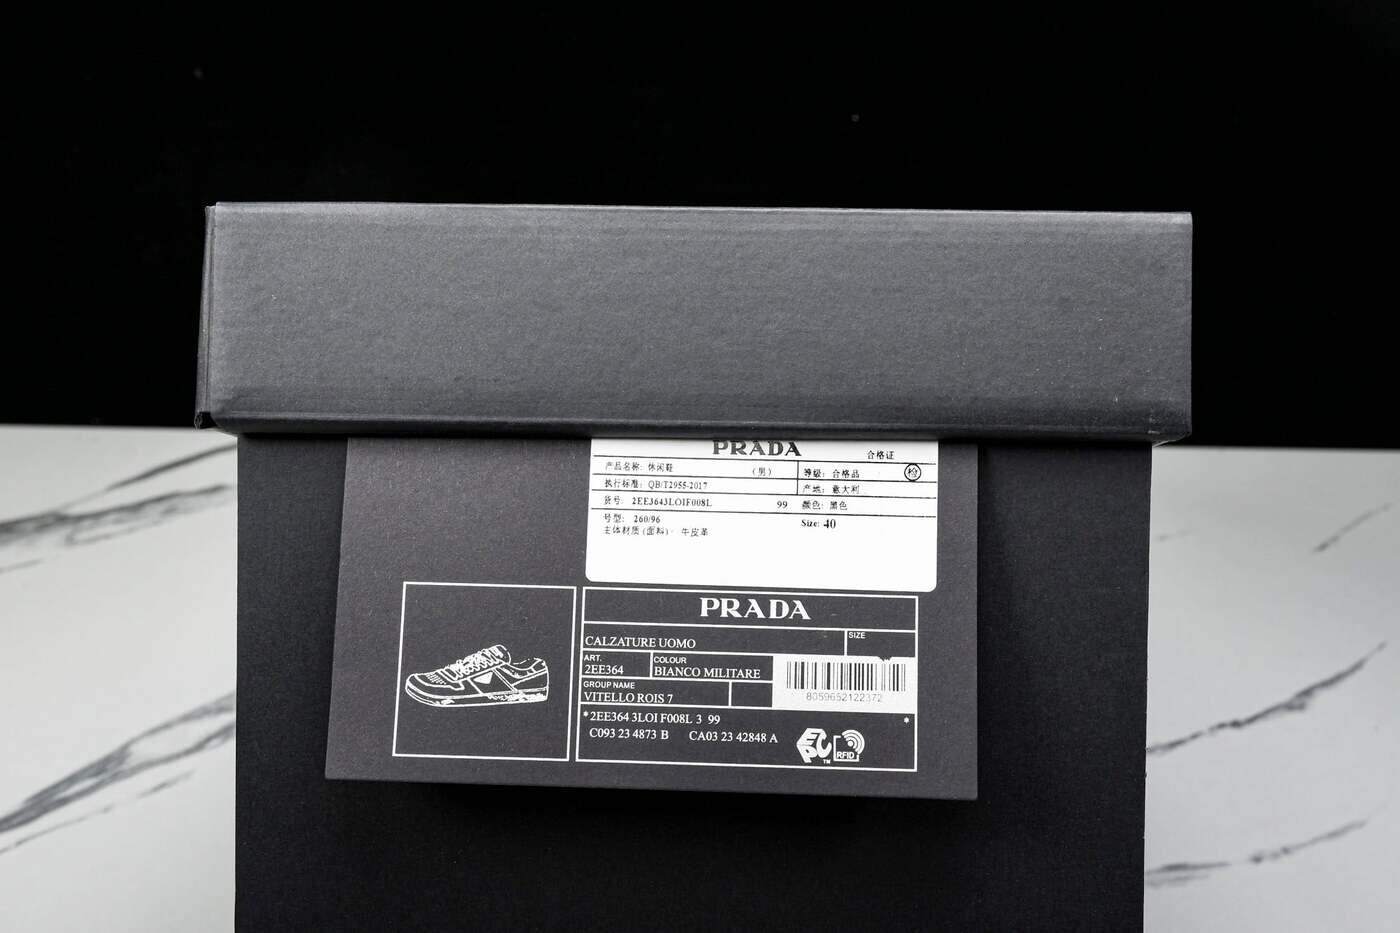 PRADA 合格证
产品名称: 休闲鞋 (男) 等级: 合格品 检
执行标准: QB/T2955-2017 产地: 意大利
货号: 2EE3643LOIF008L 99 颜色: 黑色
号型: 260/96 Size: 40
主体材质(面料): 牛皮革
PRADA
CALZATURE UOMO SIZE
ART. COLOUR
2EE364 BIANCO MILITARE
GROUP NAME
VITELLO ROIS 7
8059652122372
*2EE364 3LOI F008L 3 99 *
C093 23 4873 B CA03 23 42848 A
EPC TM RFID